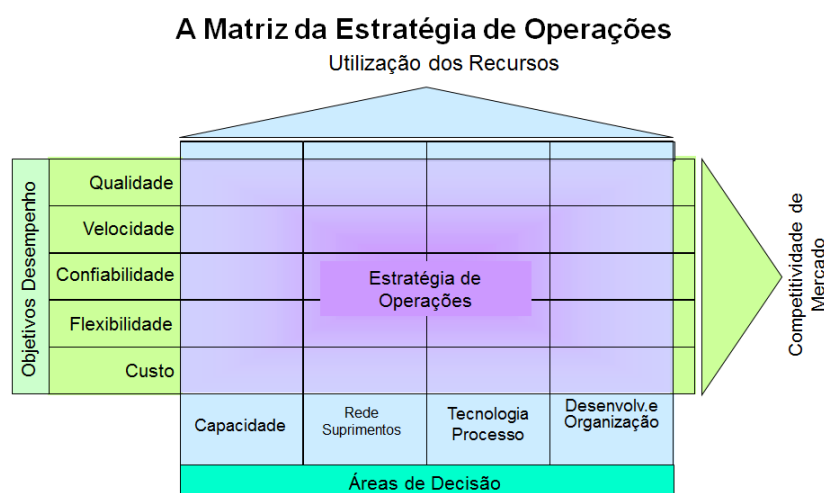 A Matriz da Estratégia de Operações
Utilização dos Recursos
Objetivos Desempenho
Qualidade
Velocidade
Confiabilidade
Flexibilidade
Custo
Estratégia de
Operações
Competitividade de
Mercado
Capacidade
Rede
Suprimentos
Tecnologia
Processo
Desenvolv.e
Organização
Áreas de Decisão